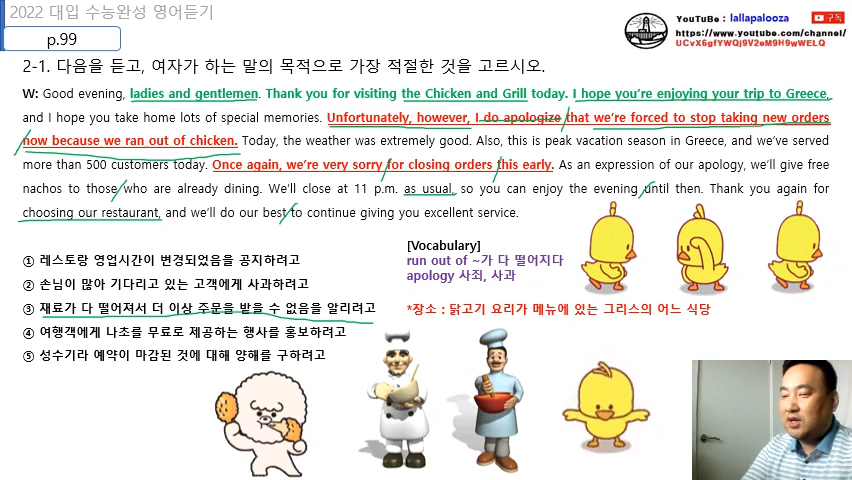 2022 대입 수능완성 영어듣기
p.99
YouTuBe : lallapalooza
구독
https://www.youtube.com/channel/
UCvX6gfYWQj9V2eM9H9wWELQ
2-1. 다음을 듣고, 여자가 하는 말의 목적으로 가장 적절한 것을 고르시오.
W: Good evening, ladies and gentlemen. Thank you for visiting the Chicken and Grill today. I hope you're enjoying your trip to Greece,
and I hope you take home lots of special memories. Unfortunately, however, I do apologize that we're forced to stop taking new orders
now because we ran out of chicken. Today, the weather was extremely good. Also, this is peak vacation season in Greece, and we've served
more than 500 customers today. Once again, we're very sorry for closing orders this early. As an expression of our apology, we'll give free
nachos to those who are already dining. We'll close at 11 p.m. as usual, so you can enjoy the evening until then. Thank you again for
choosing our restaurant, and we'll do our best to continue giving you excellent service.
① 레스토랑 영업시간이 변경되었음을 공지하려고
② 손님이 많아 기다리고 있는 고객에게 사과하려고
③ 재료가 다 떨어져서 더 이상 주문을 받을 수 없음을 알리려고
④ 여행객에게 나초를 무료로 제공하는 행사를 홍보하려고
⑤ 성수기라 예약이 마감된 것에 대해 양해를 구하려고
[Vocabulary]
run out of ~가 다 떨어지다
apology 사죄, 사과
*장소 : 닭고기 요리가 메뉴에 있는 그리스의 어느 식당